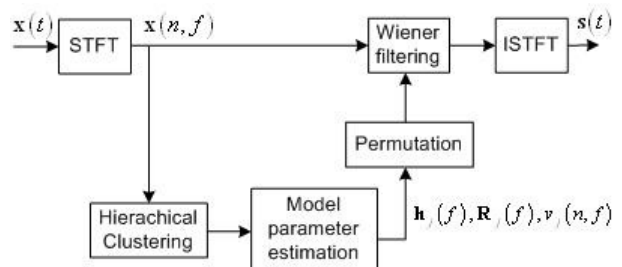 x(t)
STFT
x(n, f)
Wiener
filtering
ISTFT
s(t)
Permutation
Hierachical
Clustering
Model
parameter
estimation
h_j(f), R_j(f), v_j(n, f)